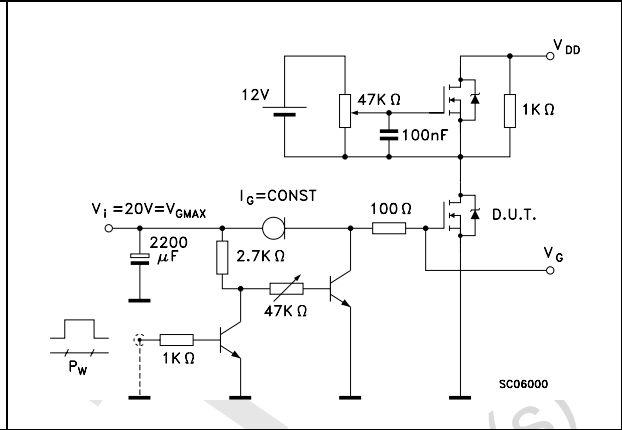 V DD
12V
47K Ω
1K Ω
100nF
I G =CONST
V i =20V=V GMAX
100 Ω
D.U.T.
2200
μF
2.7K Ω
V G
47K Ω
1K Ω
P W
SC06000
(s)